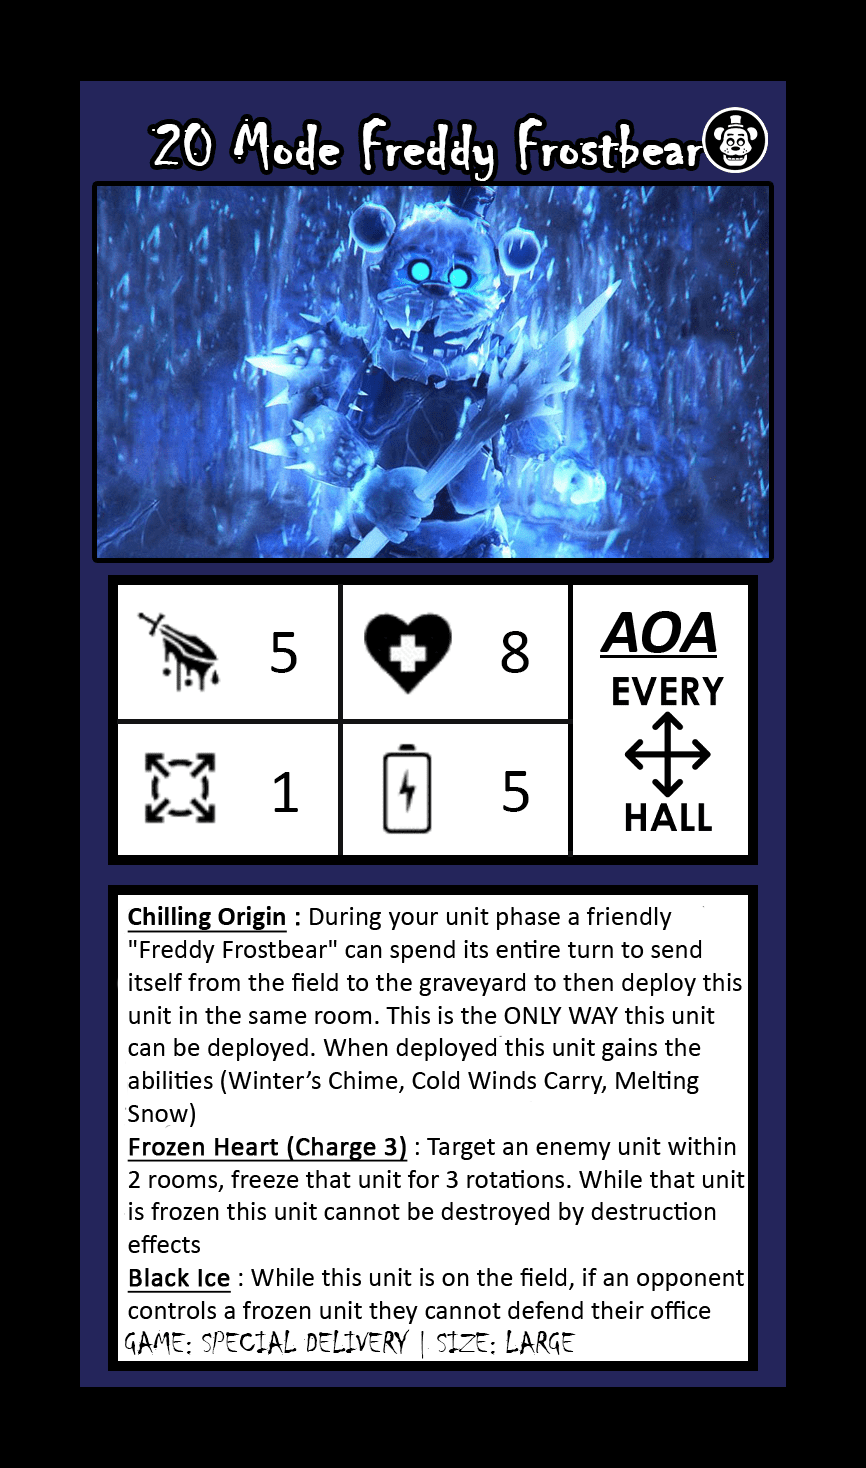 20 Mode Freddy Frostbear
5
8
AOA
EVERY
HALL
1
5
Chilling Origin : During your unit phase a friendly
"Freddy Frostbear" can spend its entire turn to send
itself from the field to the graveyard to then deploy this
unit in the same room. This is the ONLY WAY this unit
can be deployed. When deployed this unit gains the
abilities (Winter’s Chime, Cold Winds Carry, Melting
Snow)
Frozen Heart (Charge 3) : Target an enemy unit within
2 rooms, freeze that unit for 3 rotations. While that unit
is frozen this unit cannot be destroyed by destruction
effects
Black Ice : While this unit is on the field, if an opponent
controls a frozen unit they cannot defend their office
GAME: SPECIAL DELIVERY | SIZE: LARGE